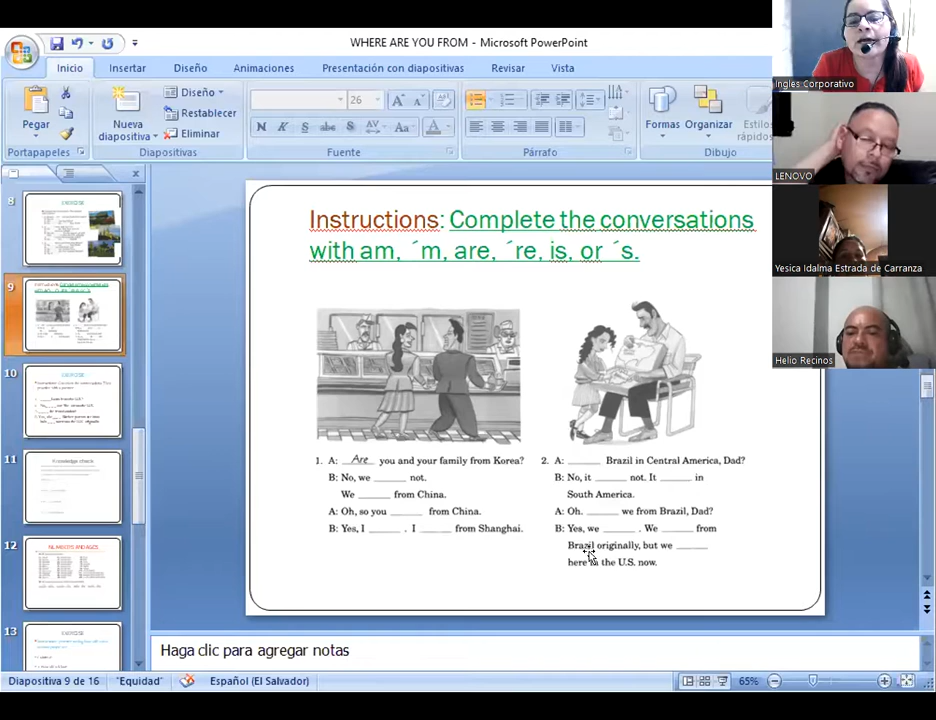 WHERE ARE YOU FROM - Microsoft PowerPoint
Inicio Insertar Diseño Animaciones Presentación con diapositivas Revisar Vista
Pegar
Portapapeles
Nueva
diapositiva
Diseño
Restablecer
Eliminar
Diapositivas
26
Fuente
Párrafo
Formas
Organizar
Estilos
rápidos
Dibujo
Ingles Corporativo
LENOVO
Yesica Idalma Estrada de Carranza
Helio Recinos
8
9
10
11
12
13
Instructions: Complete the conversations
with am, ´m, are, ´re, is, or ´s.
1. A: Are you and your family from Korea?
B: No, we ______ not.
We ______ from China.
A: Oh, so you ______ from China.
B: Yes, I ______ . I ______ from Shanghai.
2. A: ______ Brazil in Central America, Dad?
B: No, it ______ not. It ______ in
South America.
A: Oh. ______ we from Brazil, Dad?
B: Yes, we ______ . We ______ from
Brazil originally, but we ______
here in the U.S. now.
Haga clic para agregar notas
Diapositiva 9 de 16 "Equidad" Español (El Salvador) 65%